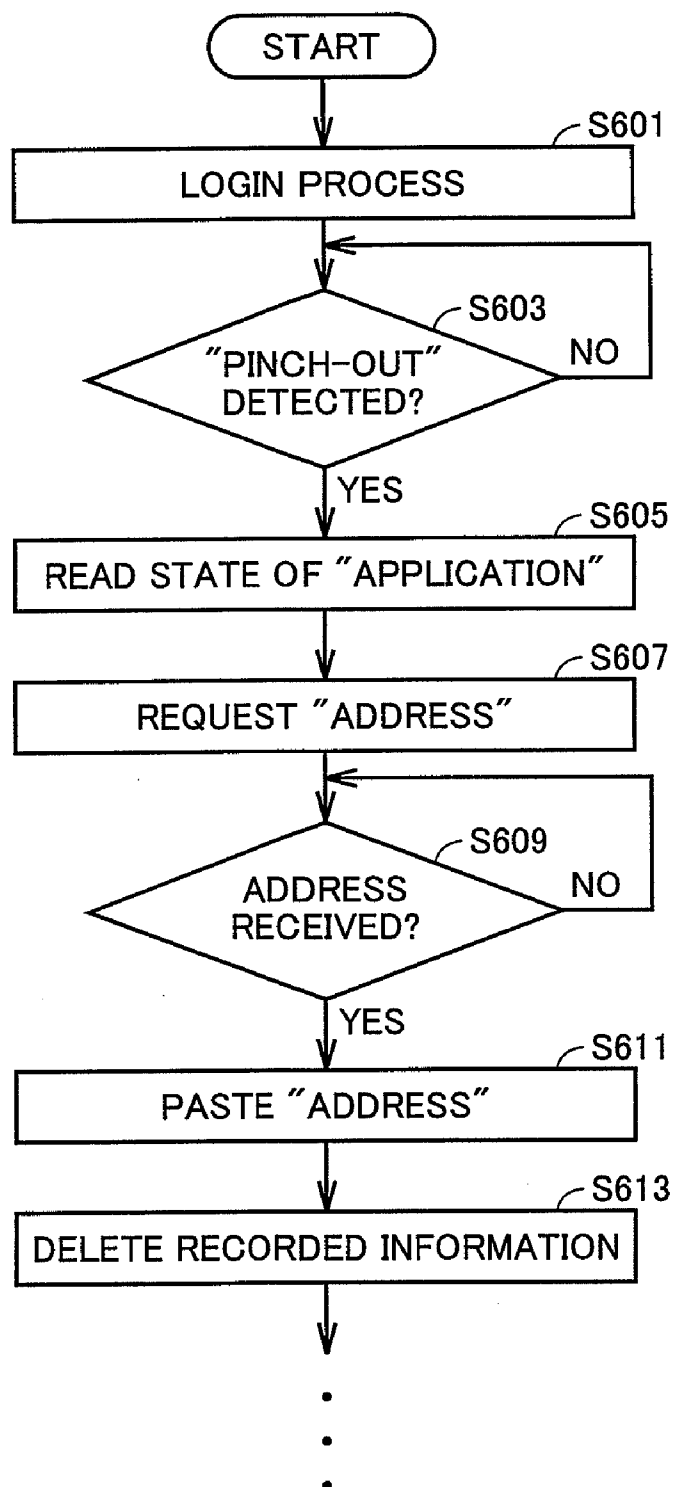 START
S601
LOGIN PROCESS
S603
"PINCH-OUT"
DETECTED?
NO
YES
S605
READ STATE OF "APPLICATION"
S607
REQUEST "ADDRESS"
S609
ADDRESS
RECEIVED?
NO
YES
S611
PASTE "ADDRESS"
S613
DELETE RECORDED INFORMATION